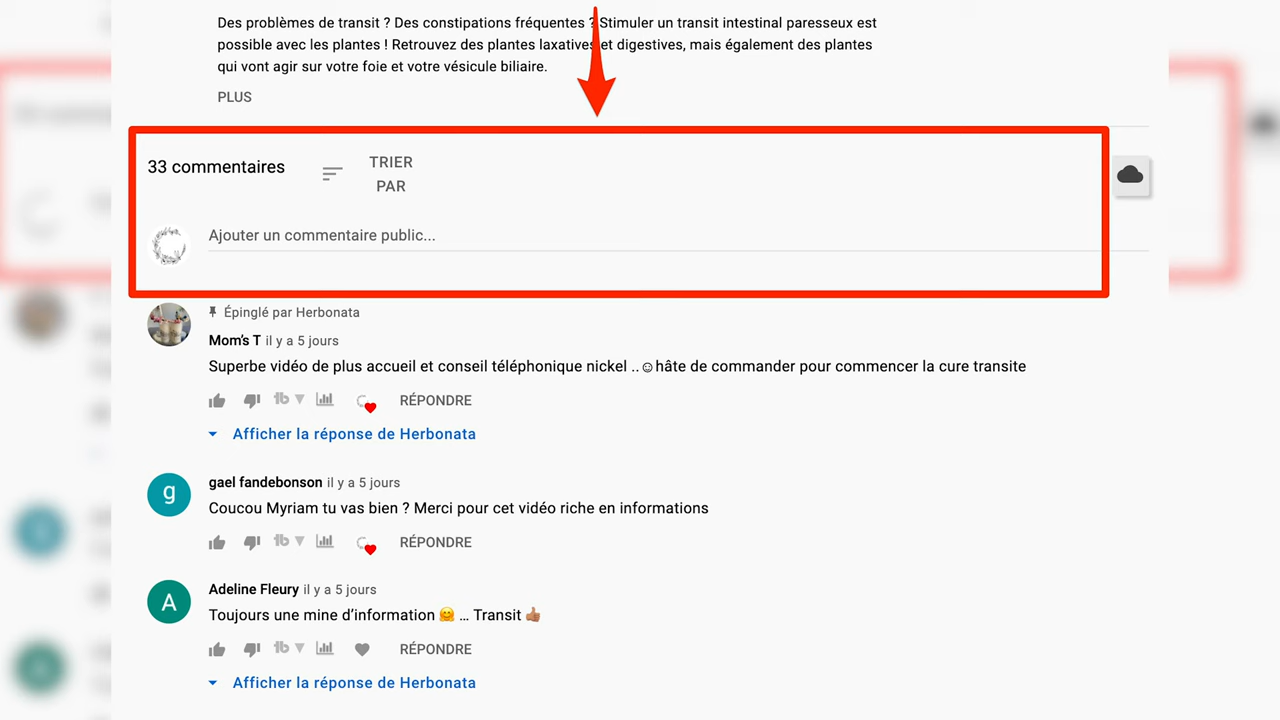 Des problèmes de transit ? Des constipations fréquentes ? Stimuler un transit intestinal paresseux est
possible avec les plantes ! Retrouvez des plantes laxatives et digestives, mais également des plantes
qui vont agir sur votre foie et votre vésicule biliaire.
PLUS
33 commentaires
TRIER
PAR
Ajouter un commentaire public...
Épinglé par Herbonata
Mom's T il y a 5 jours
Superbe vidéo de plus accueil et conseil téléphonique nickel ..☺hâte de commander pour commencer la cure transite
tb RÉPONDRE
Afficher la réponse de Herbonata
g
gael fandebonson il y a 5 jours
Coucou Myriam tu vas bien ? Merci pour cet vidéo riche en informations
tb RÉPONDRE
A
Adeline Fleury il y a 5 jours
Toujours une mine d'information 🤗 ... Transit 👍🏽
tb RÉPONDRE
Afficher la réponse de Herbonata